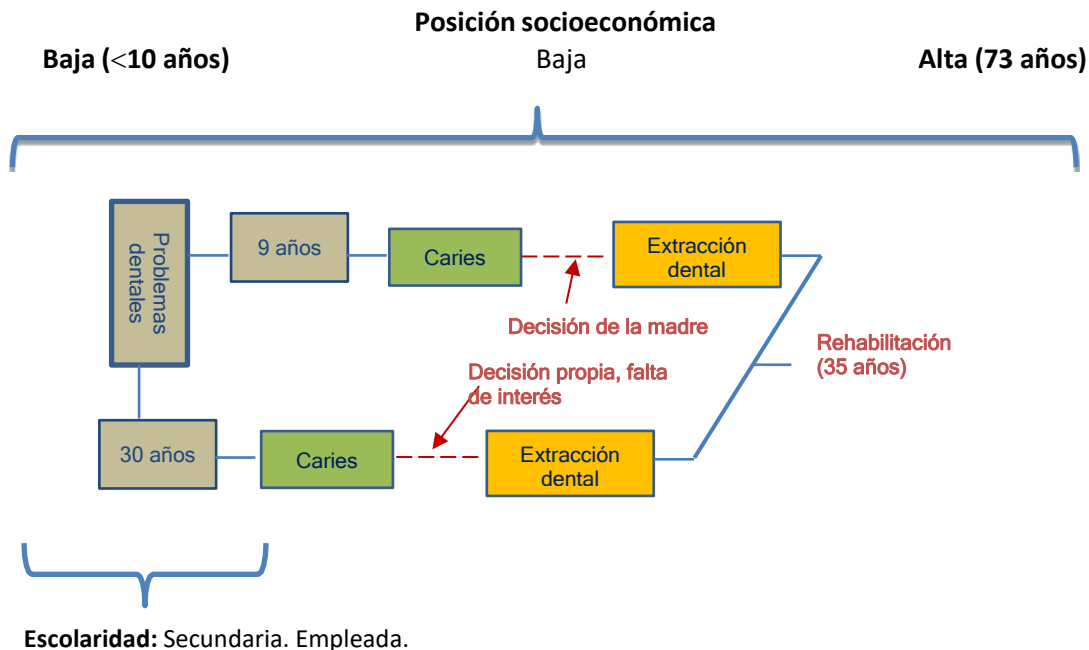 Posición socioeconómica
Baja (<10 años) Baja Alta (73 años)
Problemas
dentales
9 años
Caries
Extracción
dental
Decisión de la madre
Rehabilitación
(35 años)
Decisión propia, falta
de interés
30 años
Caries
Extracción
dental
Escolaridad: Secundaria. Empleada.